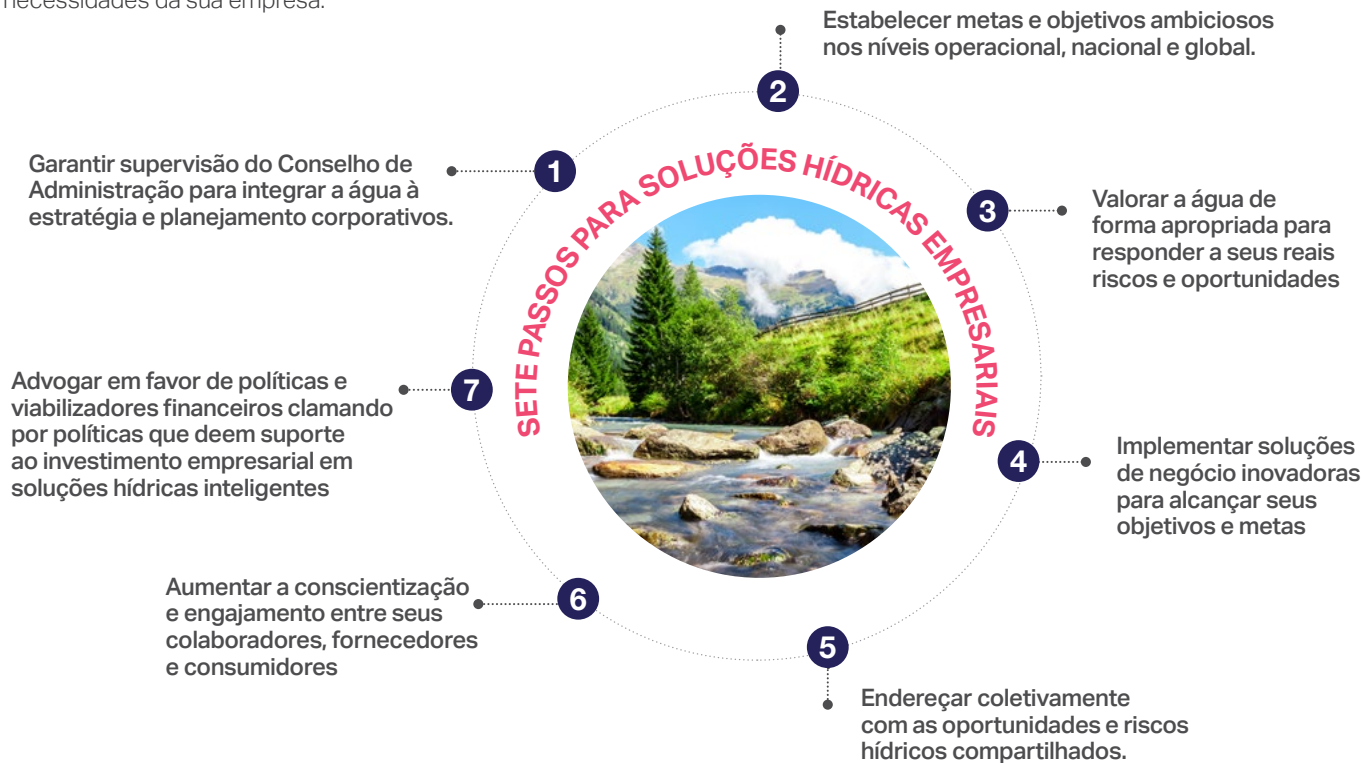 necessidades da sua empresa.
SETE PASSOS PARA SOLUÇÕES HÍDRICAS EMPRESARIAIS
1
Garantir supervisão do Conselho de
Administração para integrar a água à
estratégia e planejamento corporativos.
2
Estabelecer metas e objetivos ambiciosos
nos níveis operacional, nacional e global.
3
Valorar a água de
forma apropriada para
responder a seus reais
riscos e oportunidades
4
Implementar soluções
de negócio inovadoras
para alcançar seus
objetivos e metas
5
Endereçar coletivamente
com as oportunidades e riscos
hídricos compartilhados.
6
Aumentar a conscientização
e engajamento entre seus
colaboradores, fornecedores
e consumidores
7
Advogar em favor de políticas e
viabilizadores financeiros clamando
por políticas que deem suporte
ao investimento empresarial em
soluções hídricas inteligentes